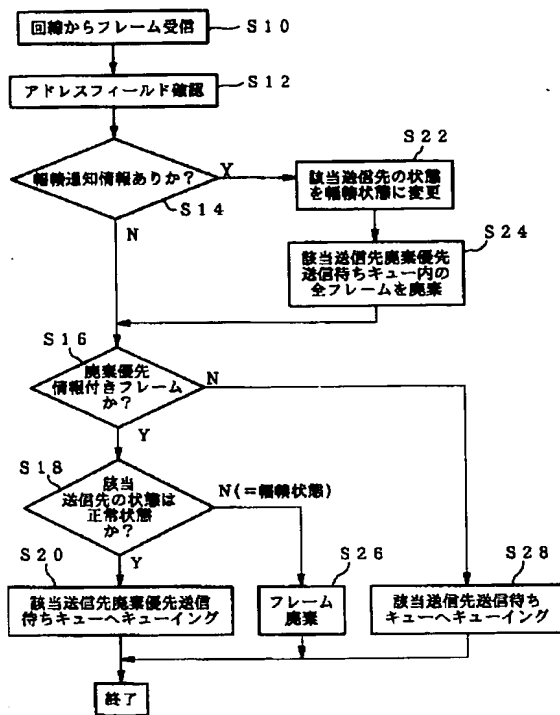 回線からフレーム受信
S10
アドレスフィールド確認
S12
輻輳通知情報ありか？
Y
S14
N
S22
該当送信先の状態
を輻輳状態に変更
S24
該当送信先廃棄優先
送信待ちキュー内の
全フレームを廃棄
S16
廃棄優先
情報付きフレーム
か？
N
Y
S18
該当
送信先の状態は
正常状態
か？
N(＝輻輳状態)
Y
S20
該当送信先廃棄優先送信
待ちキューへキューイング
S26
フレーム
廃棄
S28
該当送信先送信待ち
キューへキューイング
終了